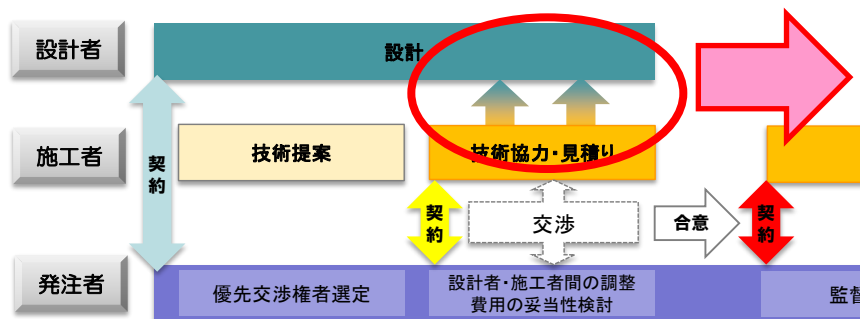 設計者
設計
施工者
契約
技術提案
技術協力・見積り
契約
交渉
合意
契約
発注者
優先交渉権者選定
設計者・施工者間の調整
費用の妥当性検討
監督